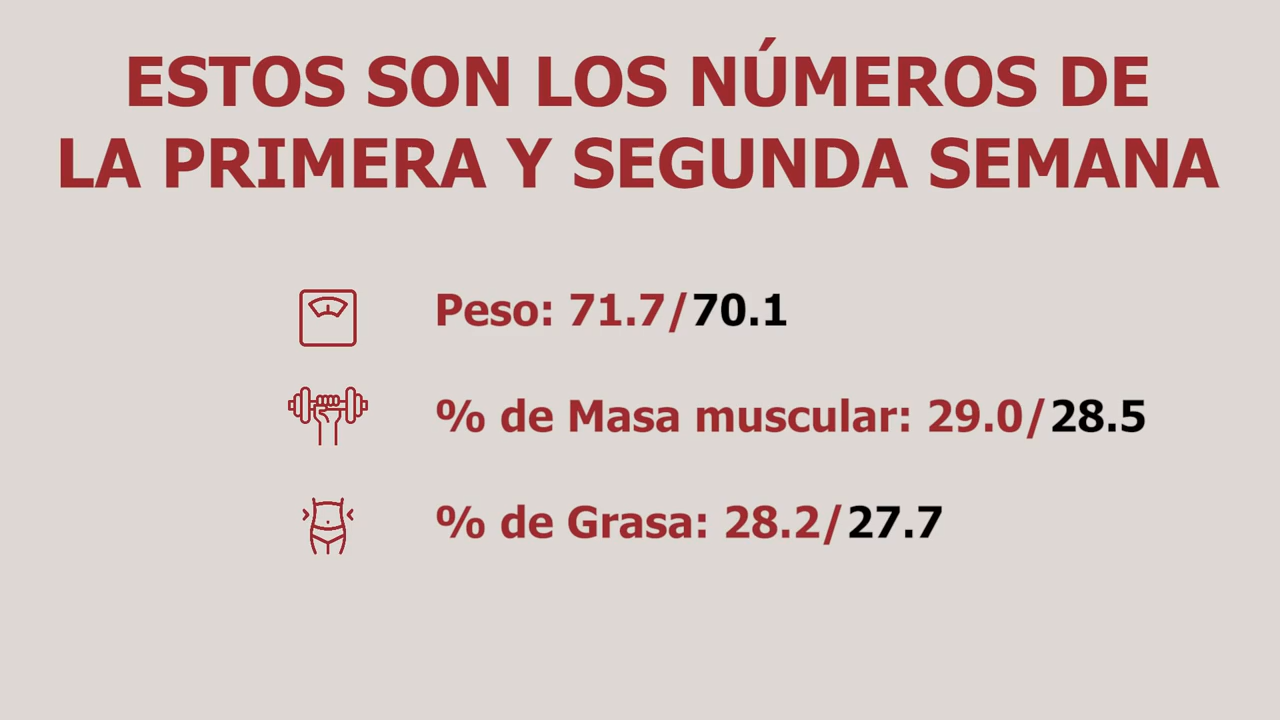 ESTOS SON LOS NÚMEROS DE
LA PRIMERA Y SEGUNDA SEMANA
Peso: 71.7/70.1
% de Masa muscular: 29.0/28.5
% de Grasa: 28.2/27.7